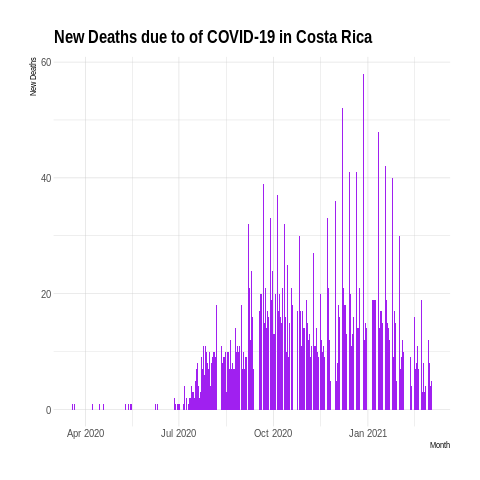 New Deaths due to of COVID-19 in Costa Rica
New Deaths
60
40
20
0
Apr 2020 Jul 2020 Oct 2020 Jan 2021
Month